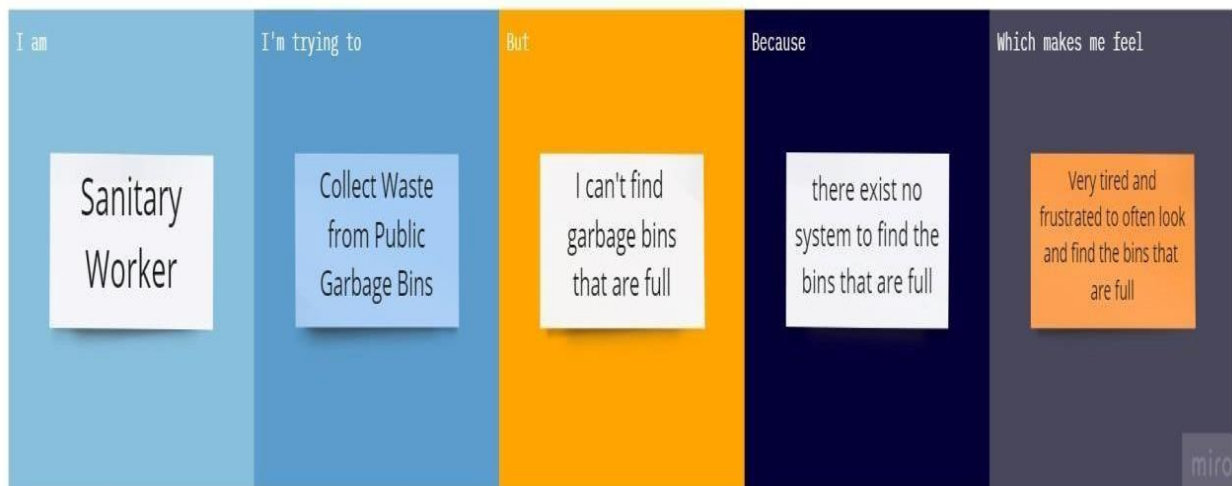 I am
Sanitary
Worker
I'm trying to
Collect Waste
from Public
Garbage Bins
But
I can't find
garbage bins
that are full
Because
there exist no
system to find the
bins that are full
Which makes me feel
Very tired and
frustrated to often look
and find the bins that
are full
miro